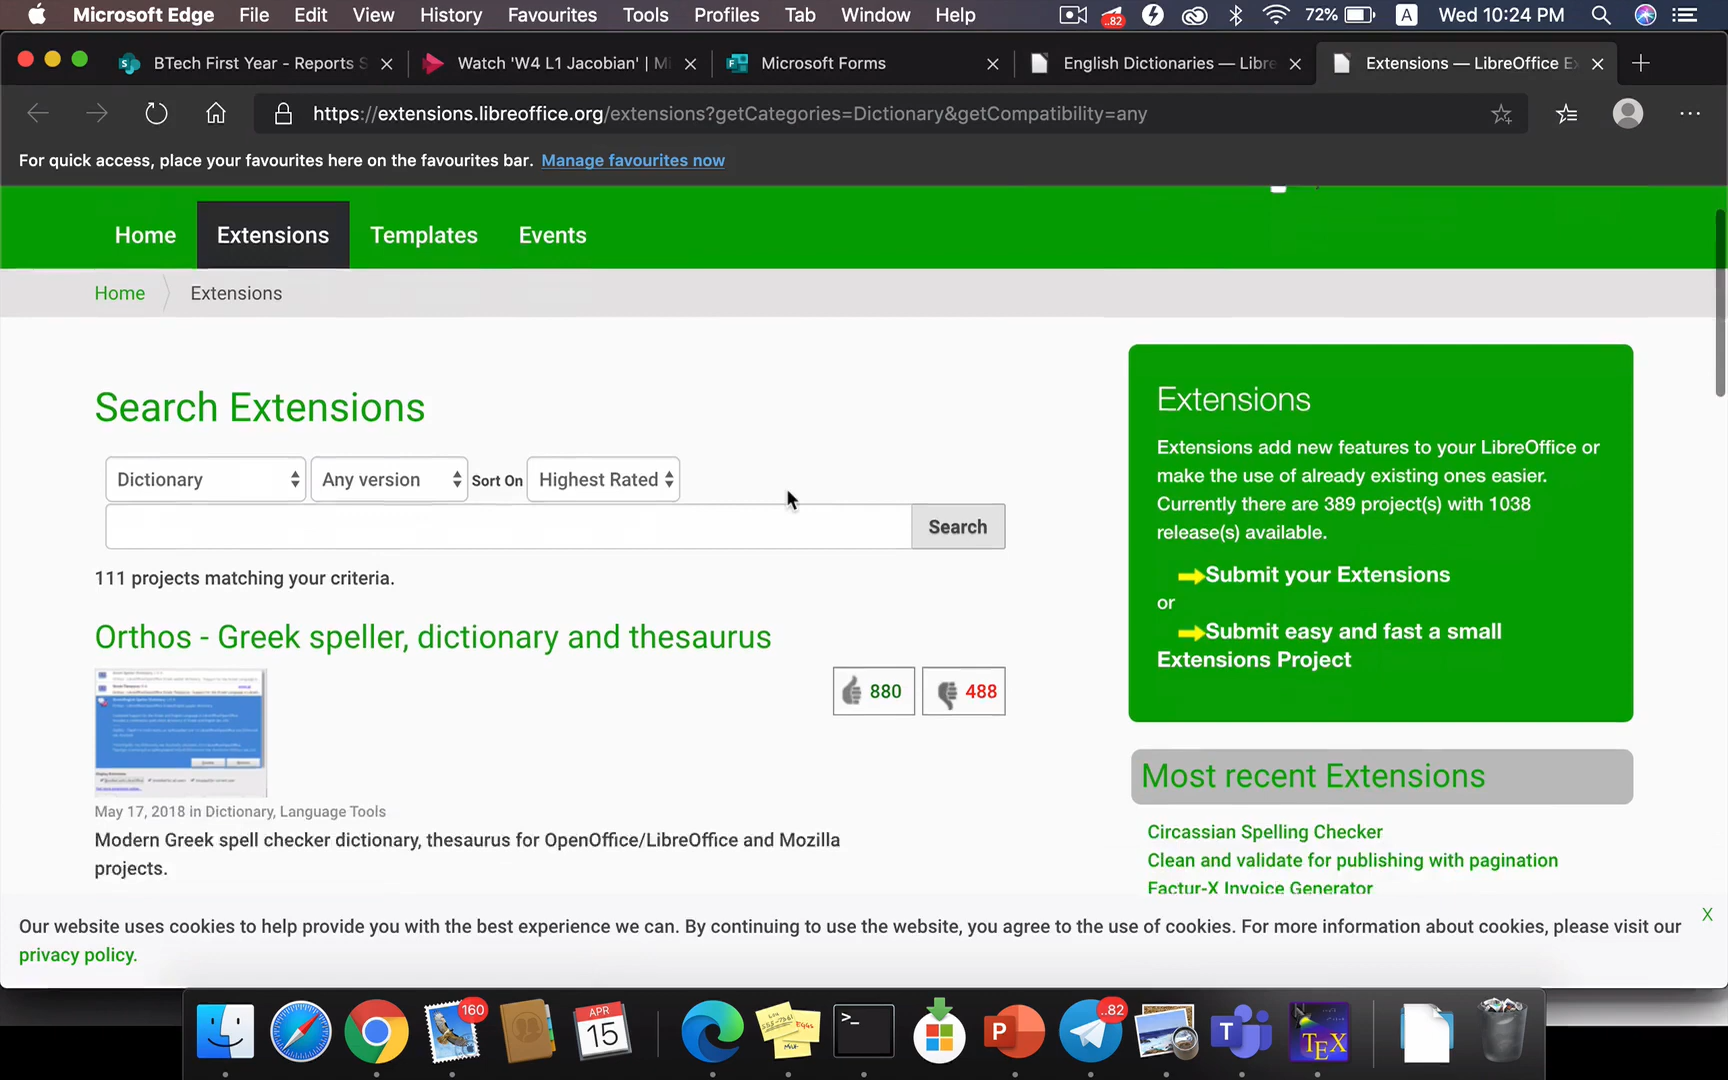 Microsoft Edge File Edit View History Favourites Tools Profiles Tab Window Help ..82 72% A Wed 10:24 PM
BTech First Year - Reports S Watch 'W4 L1 Jacobian' | Mi Microsoft Forms English Dictionaries — Libre Extensions — LibreOffice Ex
https://extensions.libreoffice.org/extensions?getCategories=Dictionary&getCompatibility=any
For quick access, place your favourites here on the favourites bar. Manage favourites now
Home Extensions Templates Events
Home Extensions
Search Extensions
Dictionary Any version Sort On Highest Rated
Search
111 projects matching your criteria.
Orthos - Greek speller, dictionary and thesaurus
880 488
May 17, 2018 in Dictionary, Language Tools
Modern Greek spell checker dictionary, thesaurus for OpenOffice/LibreOffice and Mozilla
projects.
Extensions
Extensions add new features to your LibreOffice or
make the use of already existing ones easier.
Currently there are 389 project(s) with 1038
release(s) available.
Submit your Extensions
or
Submit easy and fast a small
Extensions Project
Most recent Extensions
Circassian Spelling Checker
Clean and validate for publishing with pagination
Factur-X Invoice Generator
Our website uses cookies to help provide you with the best experience we can. By continuing to use the website, you agree to the use of cookies. For more information about cookies, please visit our
privacy policy.
X
160
APR
15
>_
P
..82
T
TEX